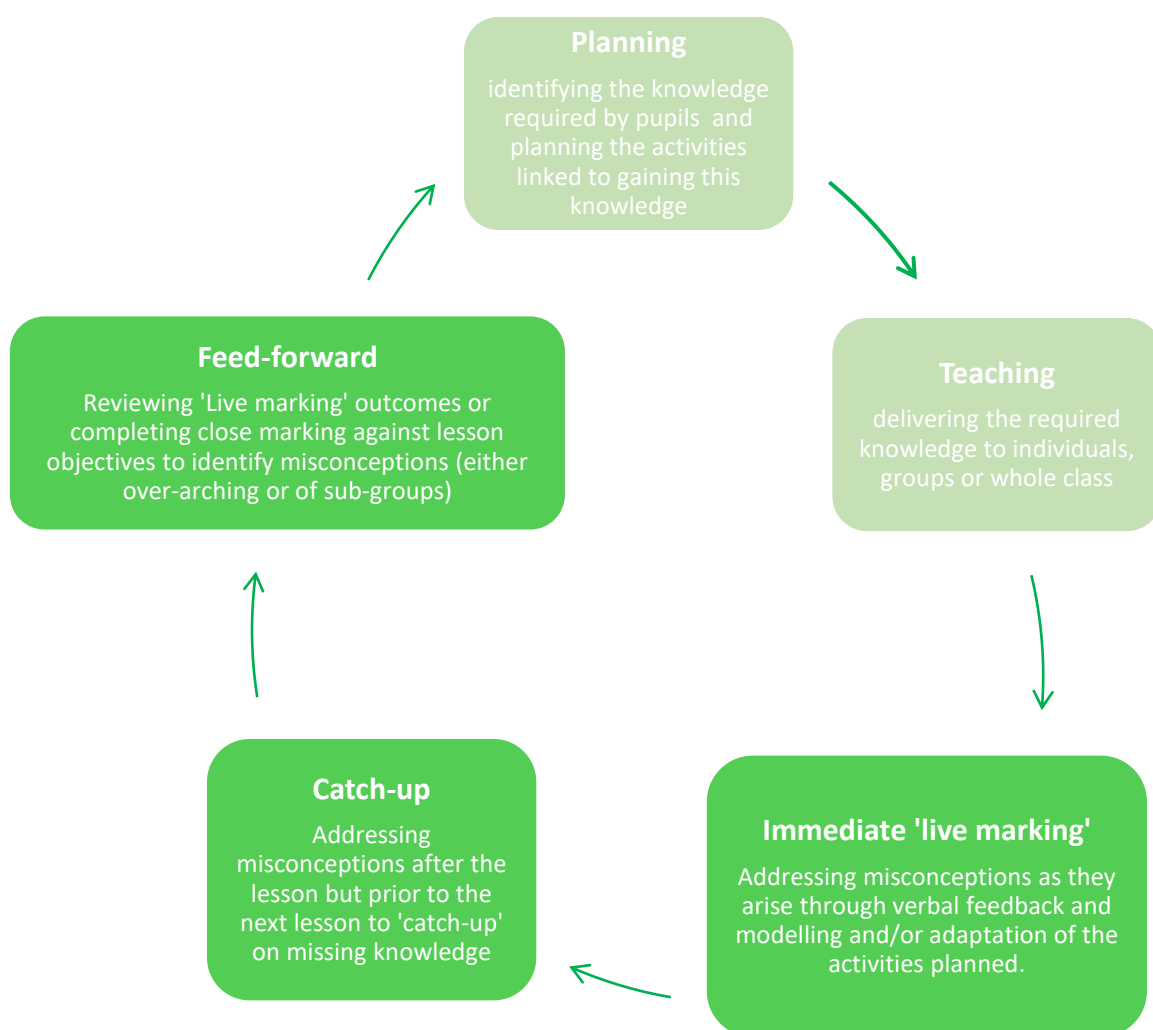 Planning
identifying the knowledge
required by pupils and
planning the activities
linked to gaining this
knowledge
Teaching
delivering the required
knowledge to individuals,
groups or whole class
Immediate 'live marking'
Addressing misconceptions as they
arise through verbal feedback and
modelling and/or adaptation of the
activities planned.
Catch-up
Addressing
misconceptions after the
lesson but prior to the
next lesson to 'catch-up'
on missing knowledge
Feed-forward
Reviewing 'Live marking' outcomes or
completing close marking against lesson
objectives to identify misconceptions (either
over-arching or of sub-groups)